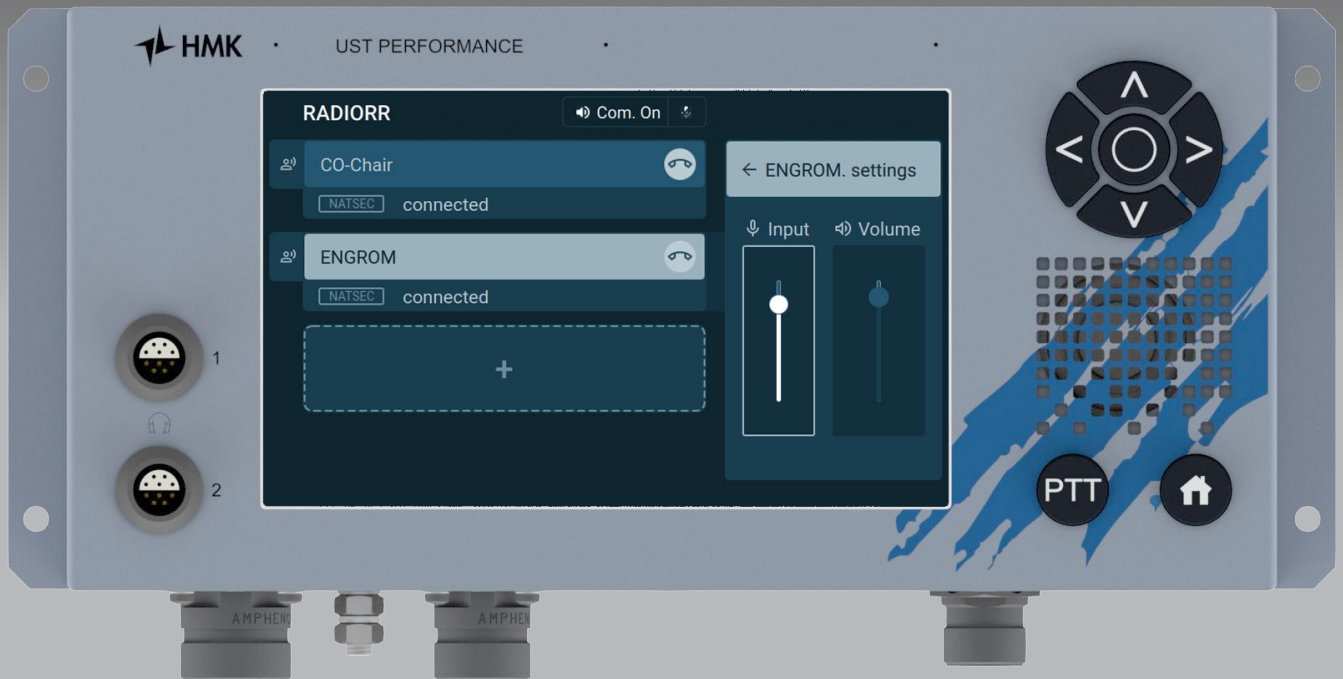 HMK
UST PERFORMANCE
RADIORR
Com. On
CO-Chair
NATSEC connected
ENGROM
NATSEC connected
+
← ENGROM. settings
Input
Volume
1
2
PTT
AMPHENO
AMPHEN